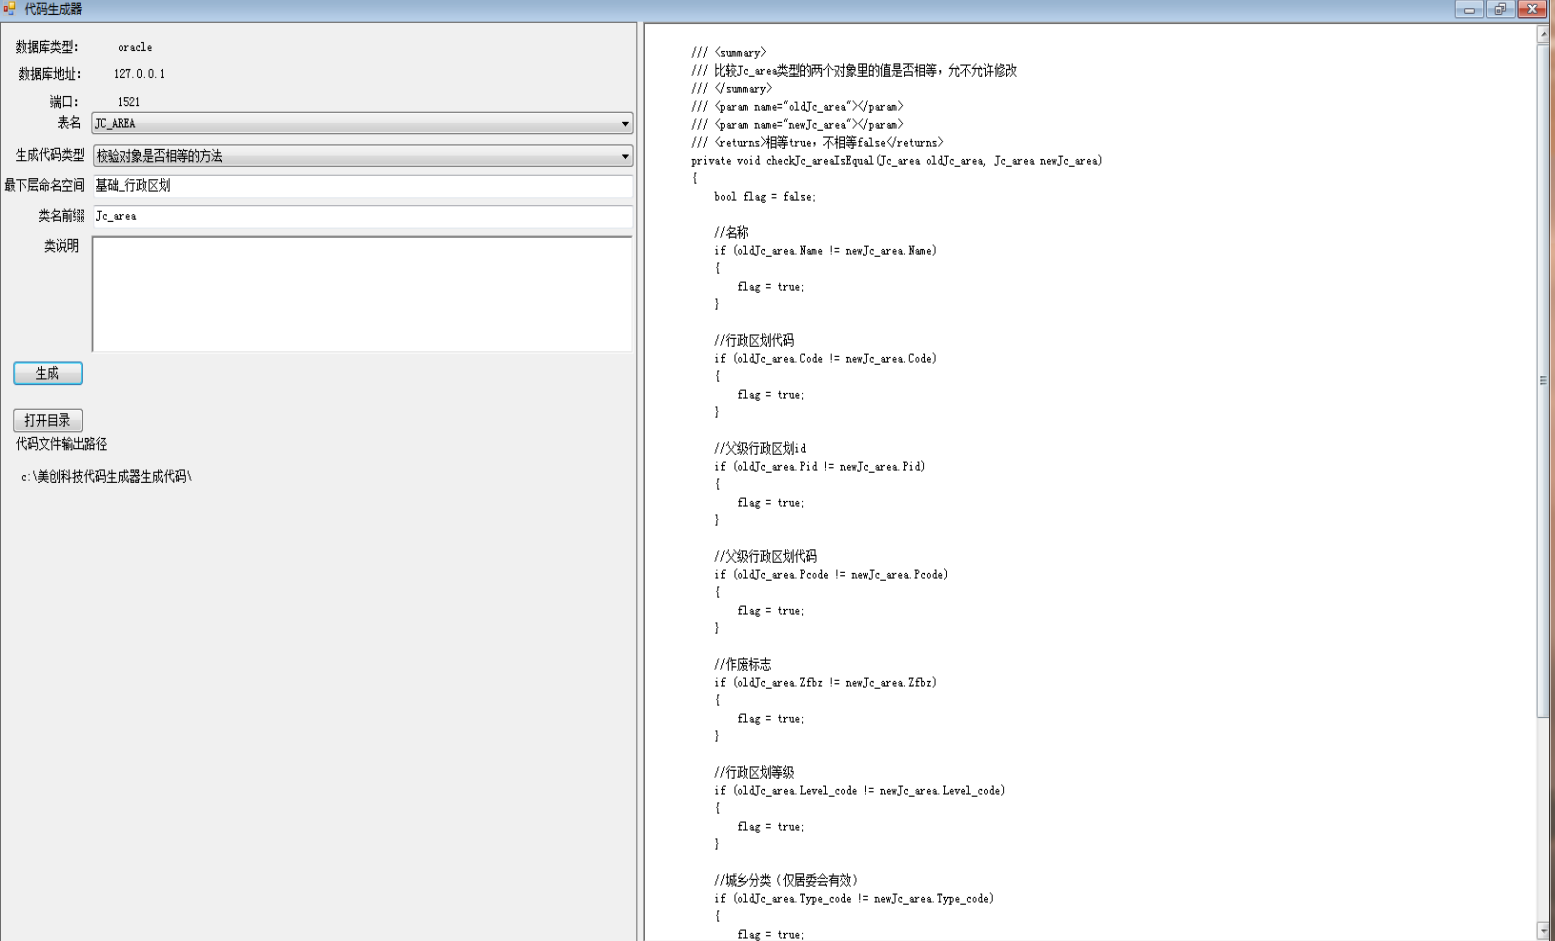 代码生成器
数据库类型: oracle
数据库地址: 127.0.0.1
端口: 1521
表名 JC_AREA
生成代码类型 校验对象是否相等的方法
最下层命名空间 基础_行政区划
类名前缀 Jc_area
类说明
生成
打开目录
代码文件输出路径
c:\美创科技代码生成器生成代码\
/// <summary>
/// 比较Jc_area类型的两个对象里的值是否相等，允不允许修改
/// </summary>
/// <param name="oldJc_area"></param>
/// <param name="newJc_area"></param>
/// <returns>相等true，不相等false</returns>
private void checkJc_areaIsEqual(Jc_area oldJc_area, Jc_area newJc_area)
{
bool flag = false;
//名称
if (oldJc_area.Name != newJc_area.Name)
{
flag = true;
}
//行政区划代码
if (oldJc_area.Code != newJc_area.Code)
{
flag = true;
}
//父级行政区划id
if (oldJc_area.Pid != newJc_area.Pid)
{
flag = true;
}
//父级行政区划代码
if (oldJc_area.Pcode != newJc_area.Pcode)
{
flag = true;
}
//作废标志
if (oldJc_area.Zfbz != newJc_area.Zfbz)
{
flag = true;
}
//行政区划等级
if (oldJc_area.Level_code != newJc_area.Level_code)
{
flag = true;
}
//城乡分类（仅居委会有效）
if (oldJc_area.Type_code != newJc_area.Type_code)
{
flag = true;